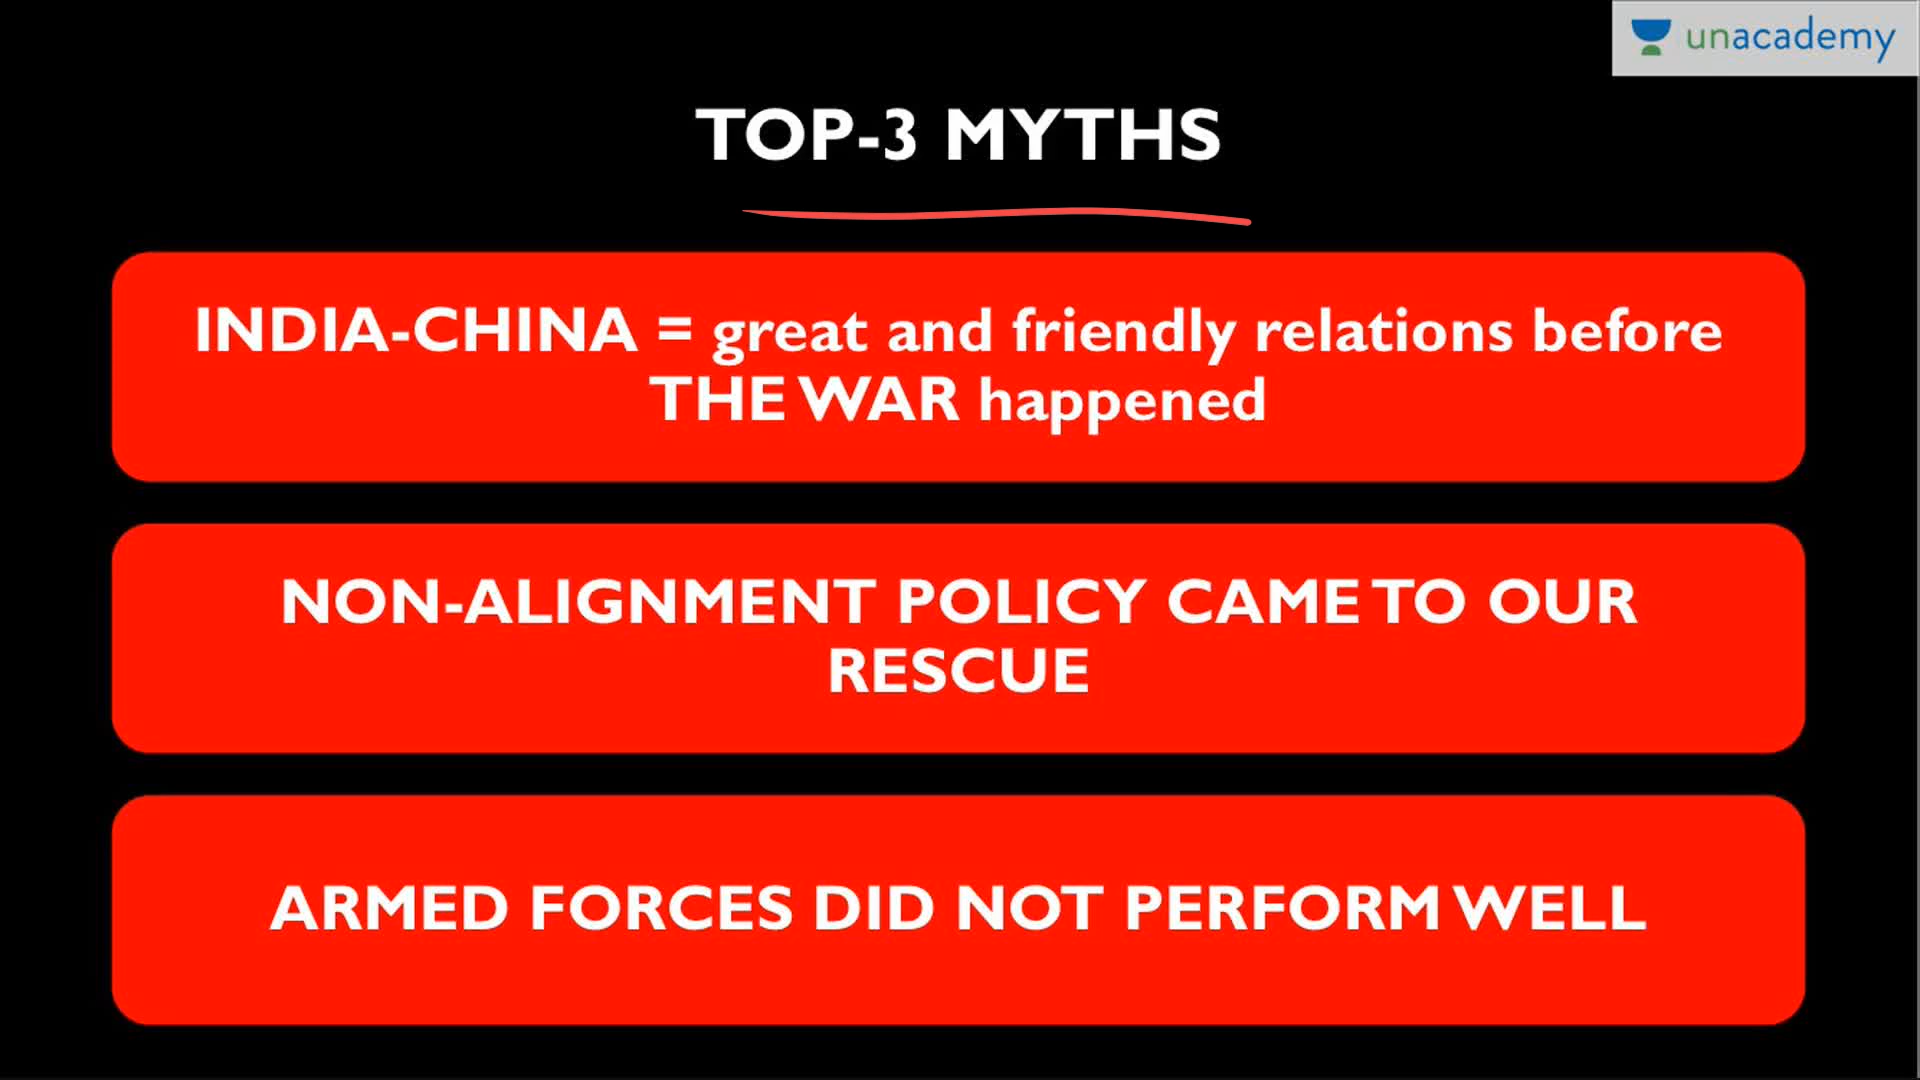 unacademy
TOP-3 MYTHS
INDIA-CHINA = great and friendly relations before
THE WAR happened
NON-ALIGNMENT POLICY CAME TO OUR
RESCUE
ARMED FORCES DID NOT PERFORM WELL